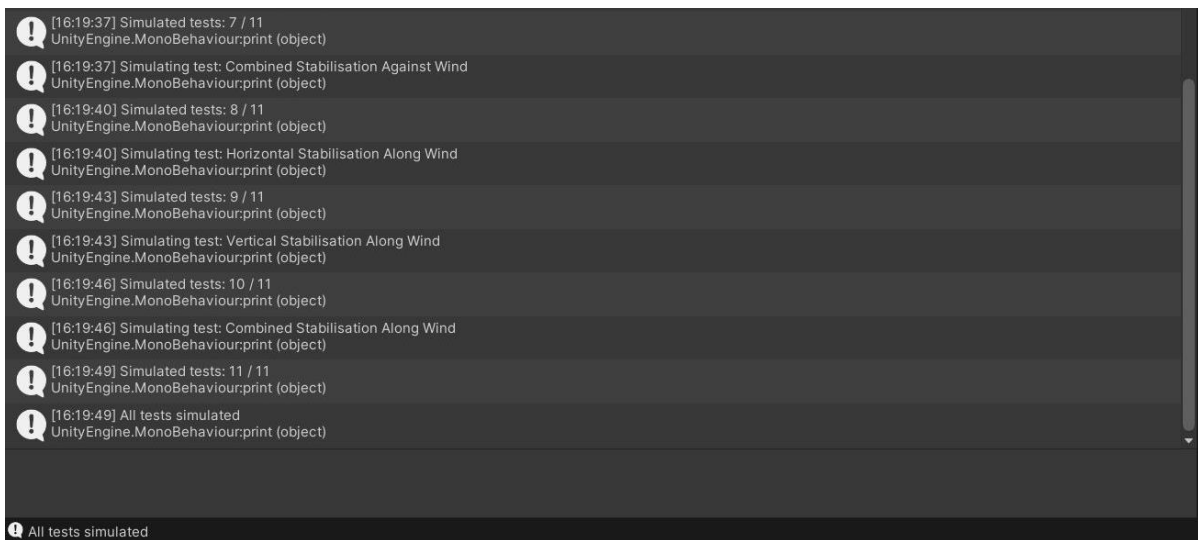 [16:19:37] Simulated tests: 7 / 11
UnityEngine.MonoBehaviour:print (object)
[16:19:37] Simulating test: Combined Stabilisation Against Wind
UnityEngine.MonoBehaviour:print (object)
[16:19:40] Simulated tests: 8 / 11
UnityEngine.MonoBehaviour:print (object)
[16:19:40] Simulating test: Horizontal Stabilisation Along Wind
UnityEngine.MonoBehaviour:print (object)
[16:19:43] Simulated tests: 9 / 11
UnityEngine.MonoBehaviour:print (object)
[16:19:43] Simulating test: Vertical Stabilisation Along Wind
UnityEngine.MonoBehaviour:print (object)
[16:19:46] Simulated tests: 10 / 11
UnityEngine.MonoBehaviour:print (object)
[16:19:46] Simulating test: Combined Stabilisation Along Wind
UnityEngine.MonoBehaviour:print (object)
[16:19:49] Simulated tests: 11 / 11
UnityEngine.MonoBehaviour:print (object)
[16:19:49] All tests simulated
UnityEngine.MonoBehaviour:print (object)
All tests simulated